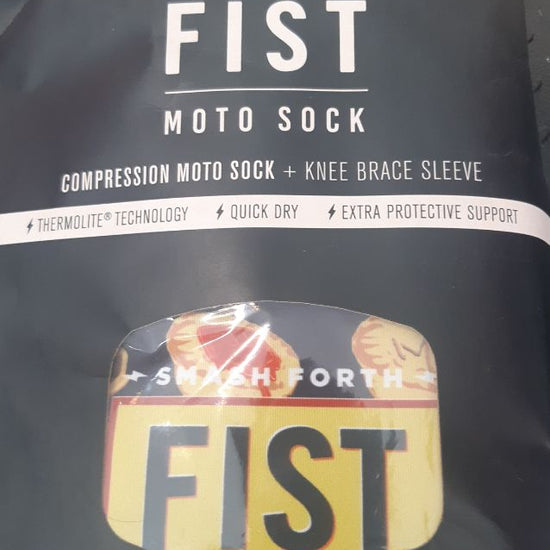 FIST
MOTO SOCK
COMPRESSION MOTO SOCK + KNEE BRACE SLEEVE
THERMOLITE® TECHNOLOGY QUICK DRY EXTRA PROTECTIVE SUPPORT
SMASH FORTH
FIST